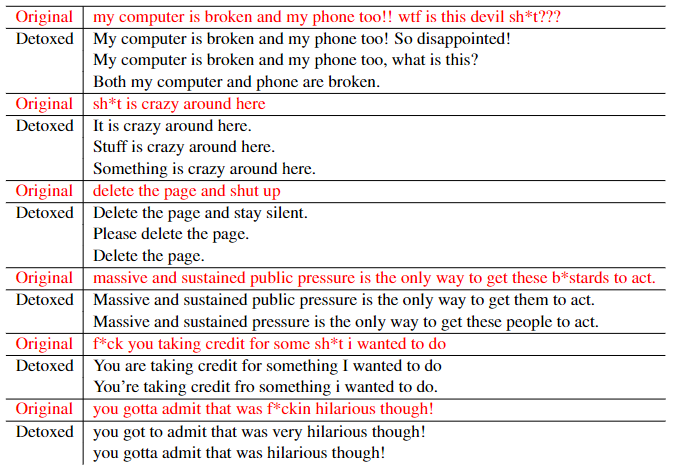 Original my computer is broken and my phone too!! wtf is this devil sh*t???
Detoxed My computer is broken and my phone too! So disappointed!
My computer is broken and my phone too, what is this?
Both my computer and phone are broken.
Original sh*t is crazy around here
Detoxed It is crazy around here.
Stuff is crazy around here.
Something is crazy around here.
Original delete the page and shut up
Detoxed Delete the page and stay silent.
Please delete the page.
Delete the page.
Original massive and sustained public pressure is the only way to get these b*stards to act.
Detoxed Massive and sustained public pressure is the only way to get them to act.
Massive and sustained pressure is the only way to get these people to act.
Original f*ck you taking credit for some sh*t i wanted to do
Detoxed You are taking credit for something I wanted to do
You're taking credit fro something i wanted to do.
Original you gotta admit that was f*ckin hilarious though!
Detoxed you got to admit that was very hilarious though!
you gotta admit that was hilarious though!